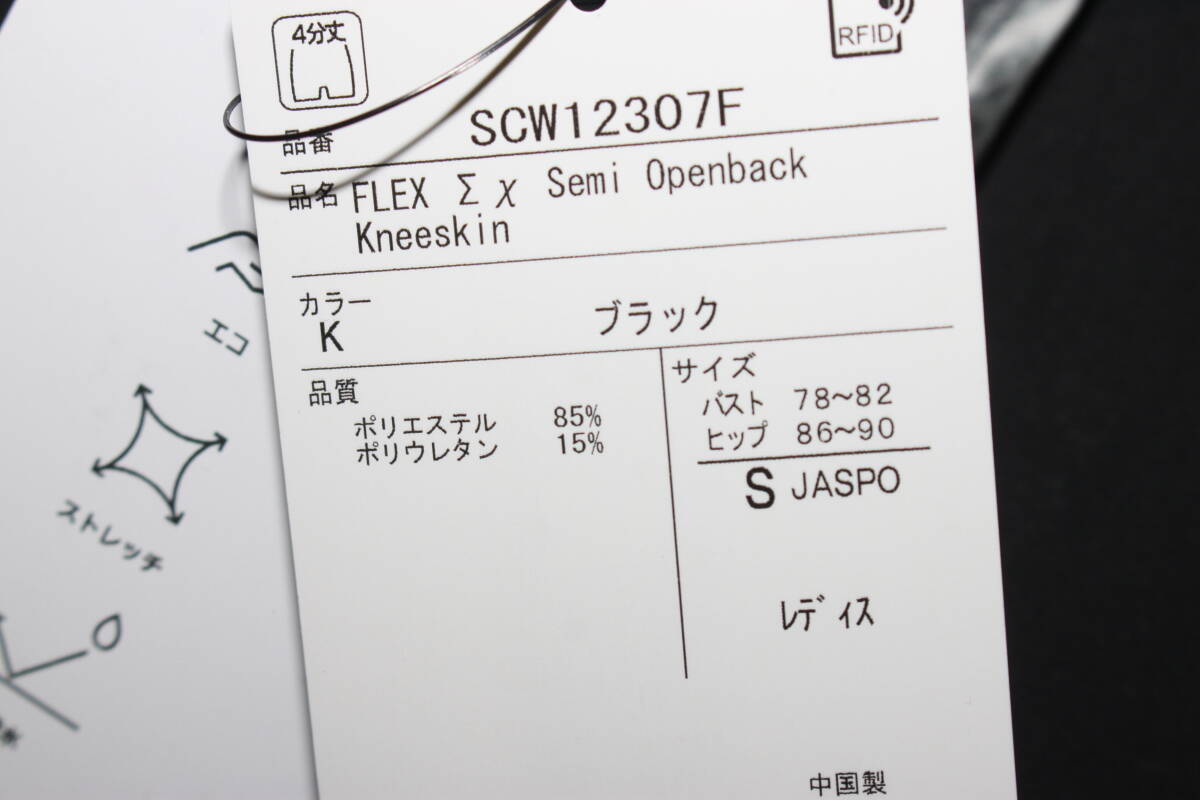 4分丈
RFID
品番 SCW12307F
品名 FLEX Σχ Semi Openback
Kneeskin
カラー
K ブラック
品質
ポリエステル 85%
ポリウレタン 15%
サイズ
バスト 78~82
ヒップ 86~90
S JASPO
レディス
中国製
エコ
ストレッチ